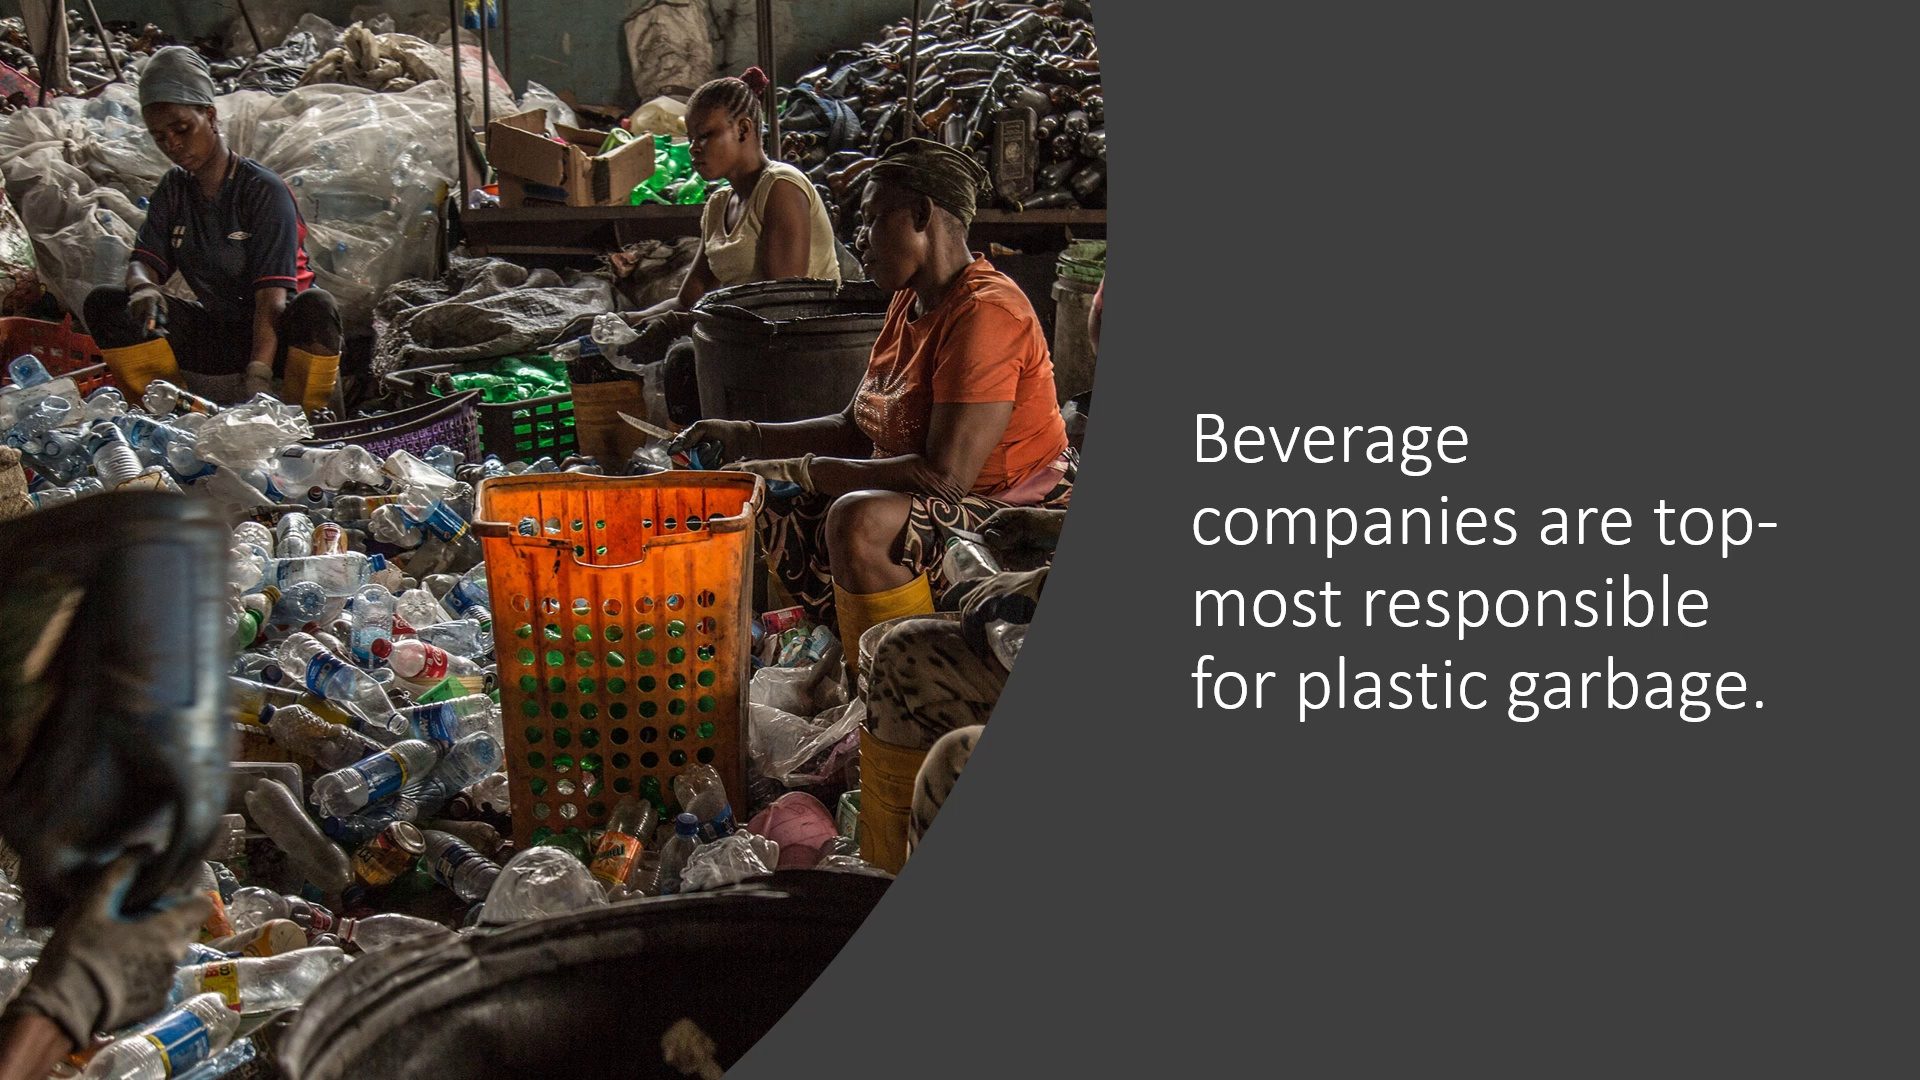 Beverage
companies are top-
most responsible
for plastic garbage.